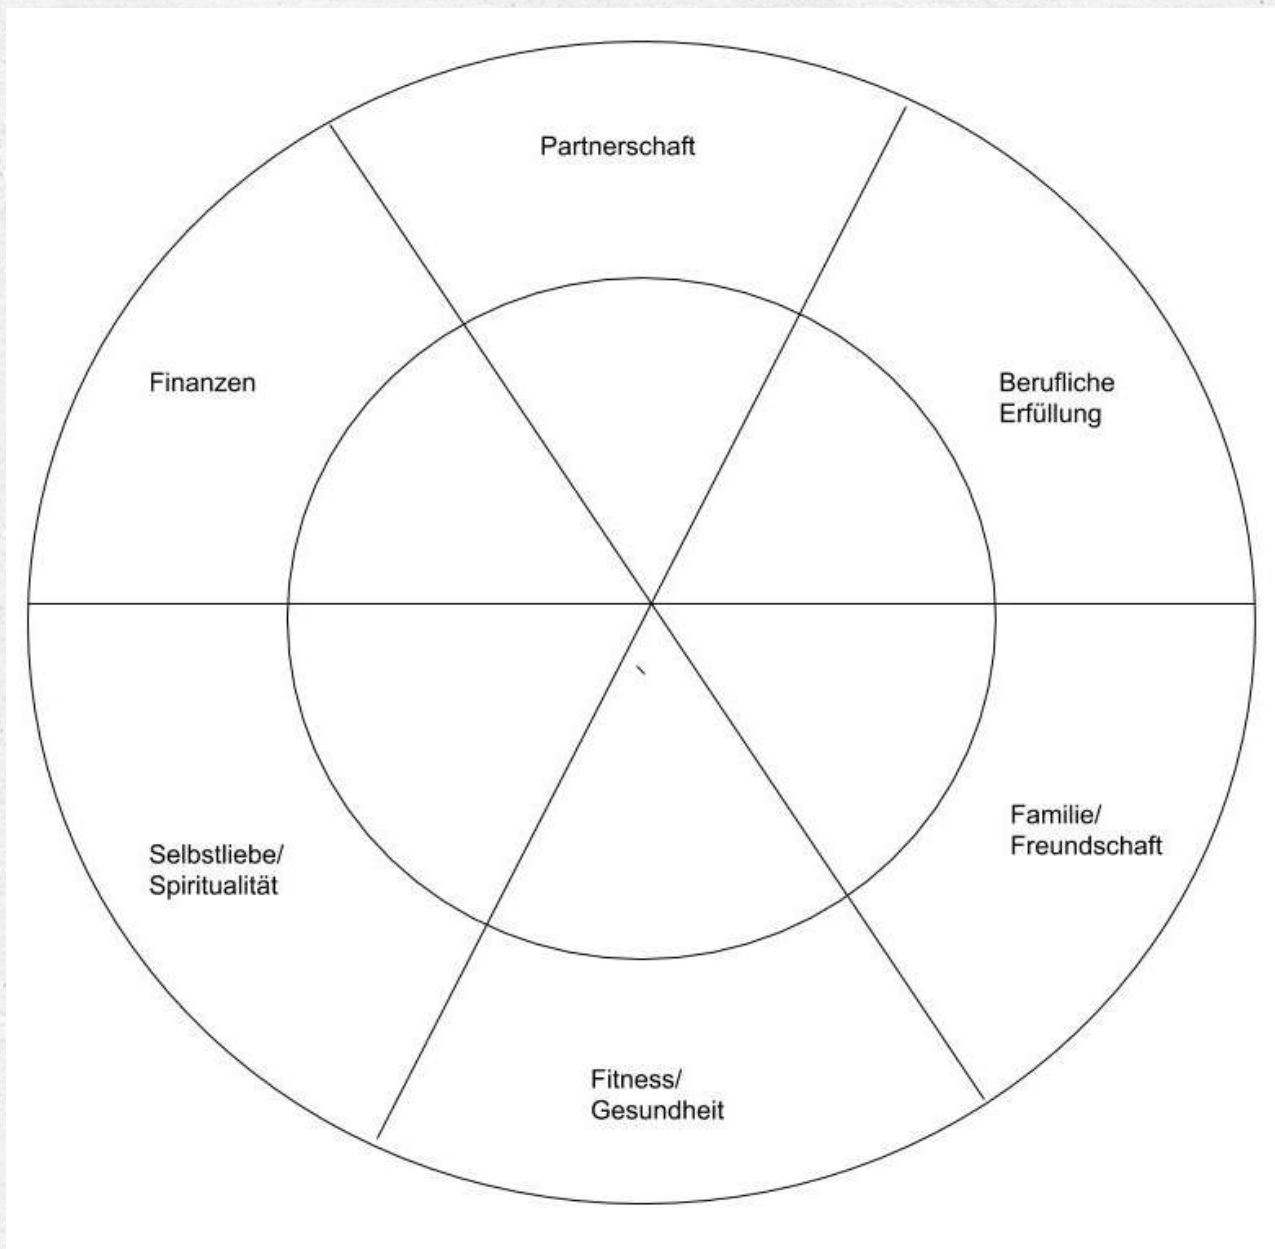 Partnerschaft
Finanzen
Berufliche
Erfüllung
Familie/
Freundschaft
Selbstliebe/
Spiritualität
Fitness/
Gesundheit